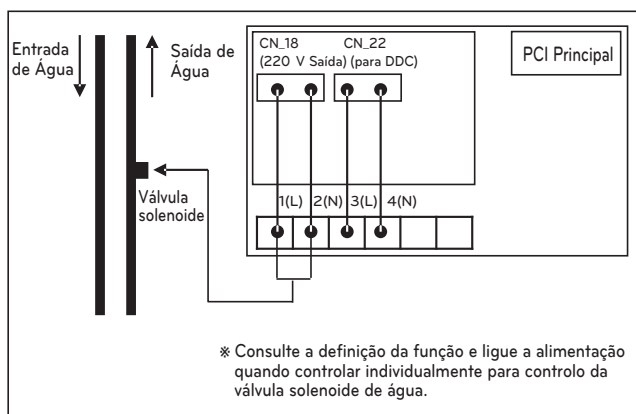 Entrada
de Água
Saída de
Água
CN_18 CN_22
(220 V Saída) (para DDC)
PCI Principal
Válvula
solenoide
1(L) 2(N) 3(L) 4(N)
※ Consulte a definição da função e ligue a alimentação
quando controlar individualmente para controlo da
válvula solenoide de água.